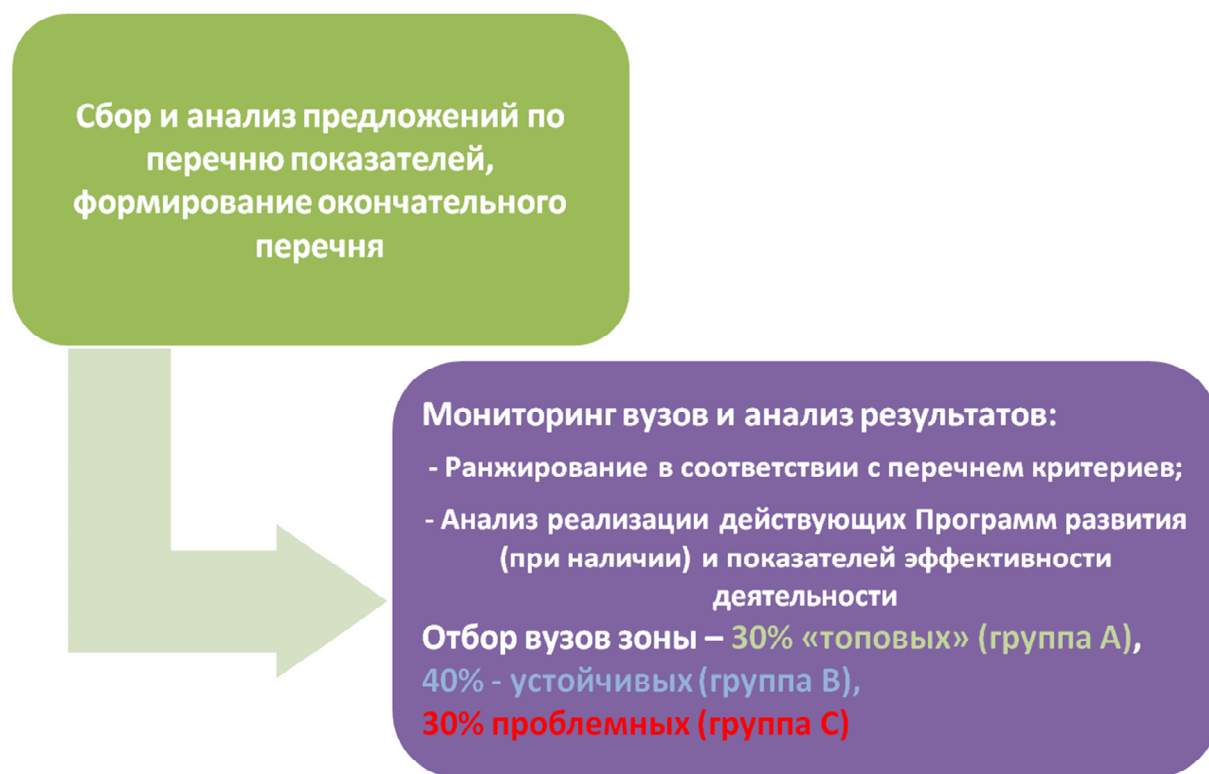 Сбор и анализ предложений по
перечню показателей,
формирование окончательного
перечня
Мониторинг вузов и анализ результатов:
- Ранжирование в соответствии с перечнем критериев;
- Анализ реализации действующих Программ развития
(при наличии) и показателей эффективности
деятельности
Отбор вузов зоны – 30% «топовых» (группа А),
40% - устойчивых (группа В),
30% проблемных (группа С)